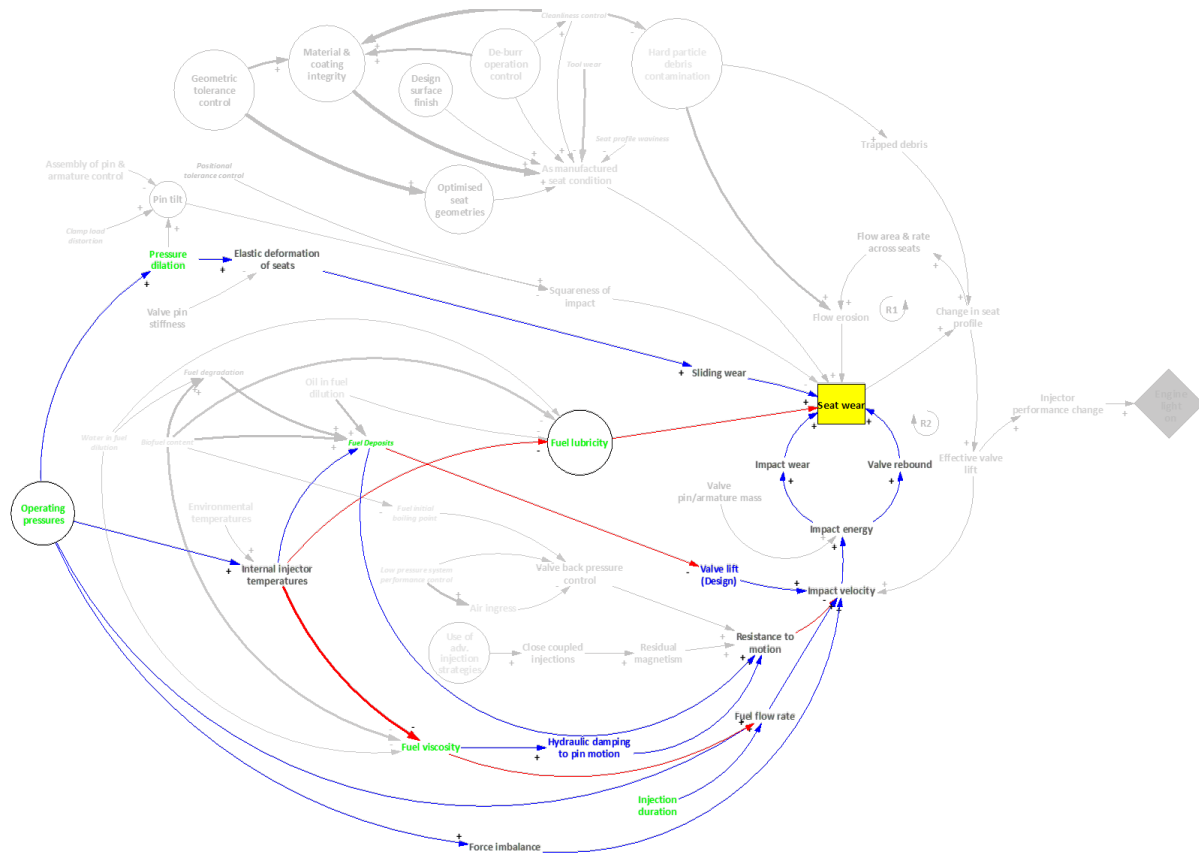 Cleanliness control
Material &
coating
integrity
De-burr
operation
control
Hard particle
debris
contamination
Geometric
tolerance
control
Design
surface
finish
Tool wear
Seat profile waviness
Trapped debris
Assembly of pin &
armature control
Positional
tolerance control
As manufactured
seat condition
Pin tilt
Optimised
seat
geometries
Clamp load
distortion
Pressure
dilation
Elastic deformation
of seats
Flow area & rate
across seats
Squareness of
impact
Valve pin
stiffness
R1
Flow erosion
Change in seat
profile
Fuel degradation
Oil in fuel
dilution
Sliding wear
Seat wear
Injector
performance change
Engine
light
on
Water in fuel
dilution
Biofuel content
Fuel Deposits
Fuel lubricity
R2
Effective valve
lift
Impact wear
Valve rebound
Valve
pin/armature mass
Operating
pressures
Environmental
temperatures
Fuel initial
boiling point
Impact energy
Internal injector
temperatures
Low pressure system
performance control
Valve back pressure
control
Valve lift
(Design)
Impact velocity
Air ingress
Use of
adv.
injection
strategies
Close coupled
injections
Residual
magnetism
Resistance to
motion
Fuel flow rate
Fuel viscosity
Hydraulic damping
to pin motion
Injection
duration
Force imbalance